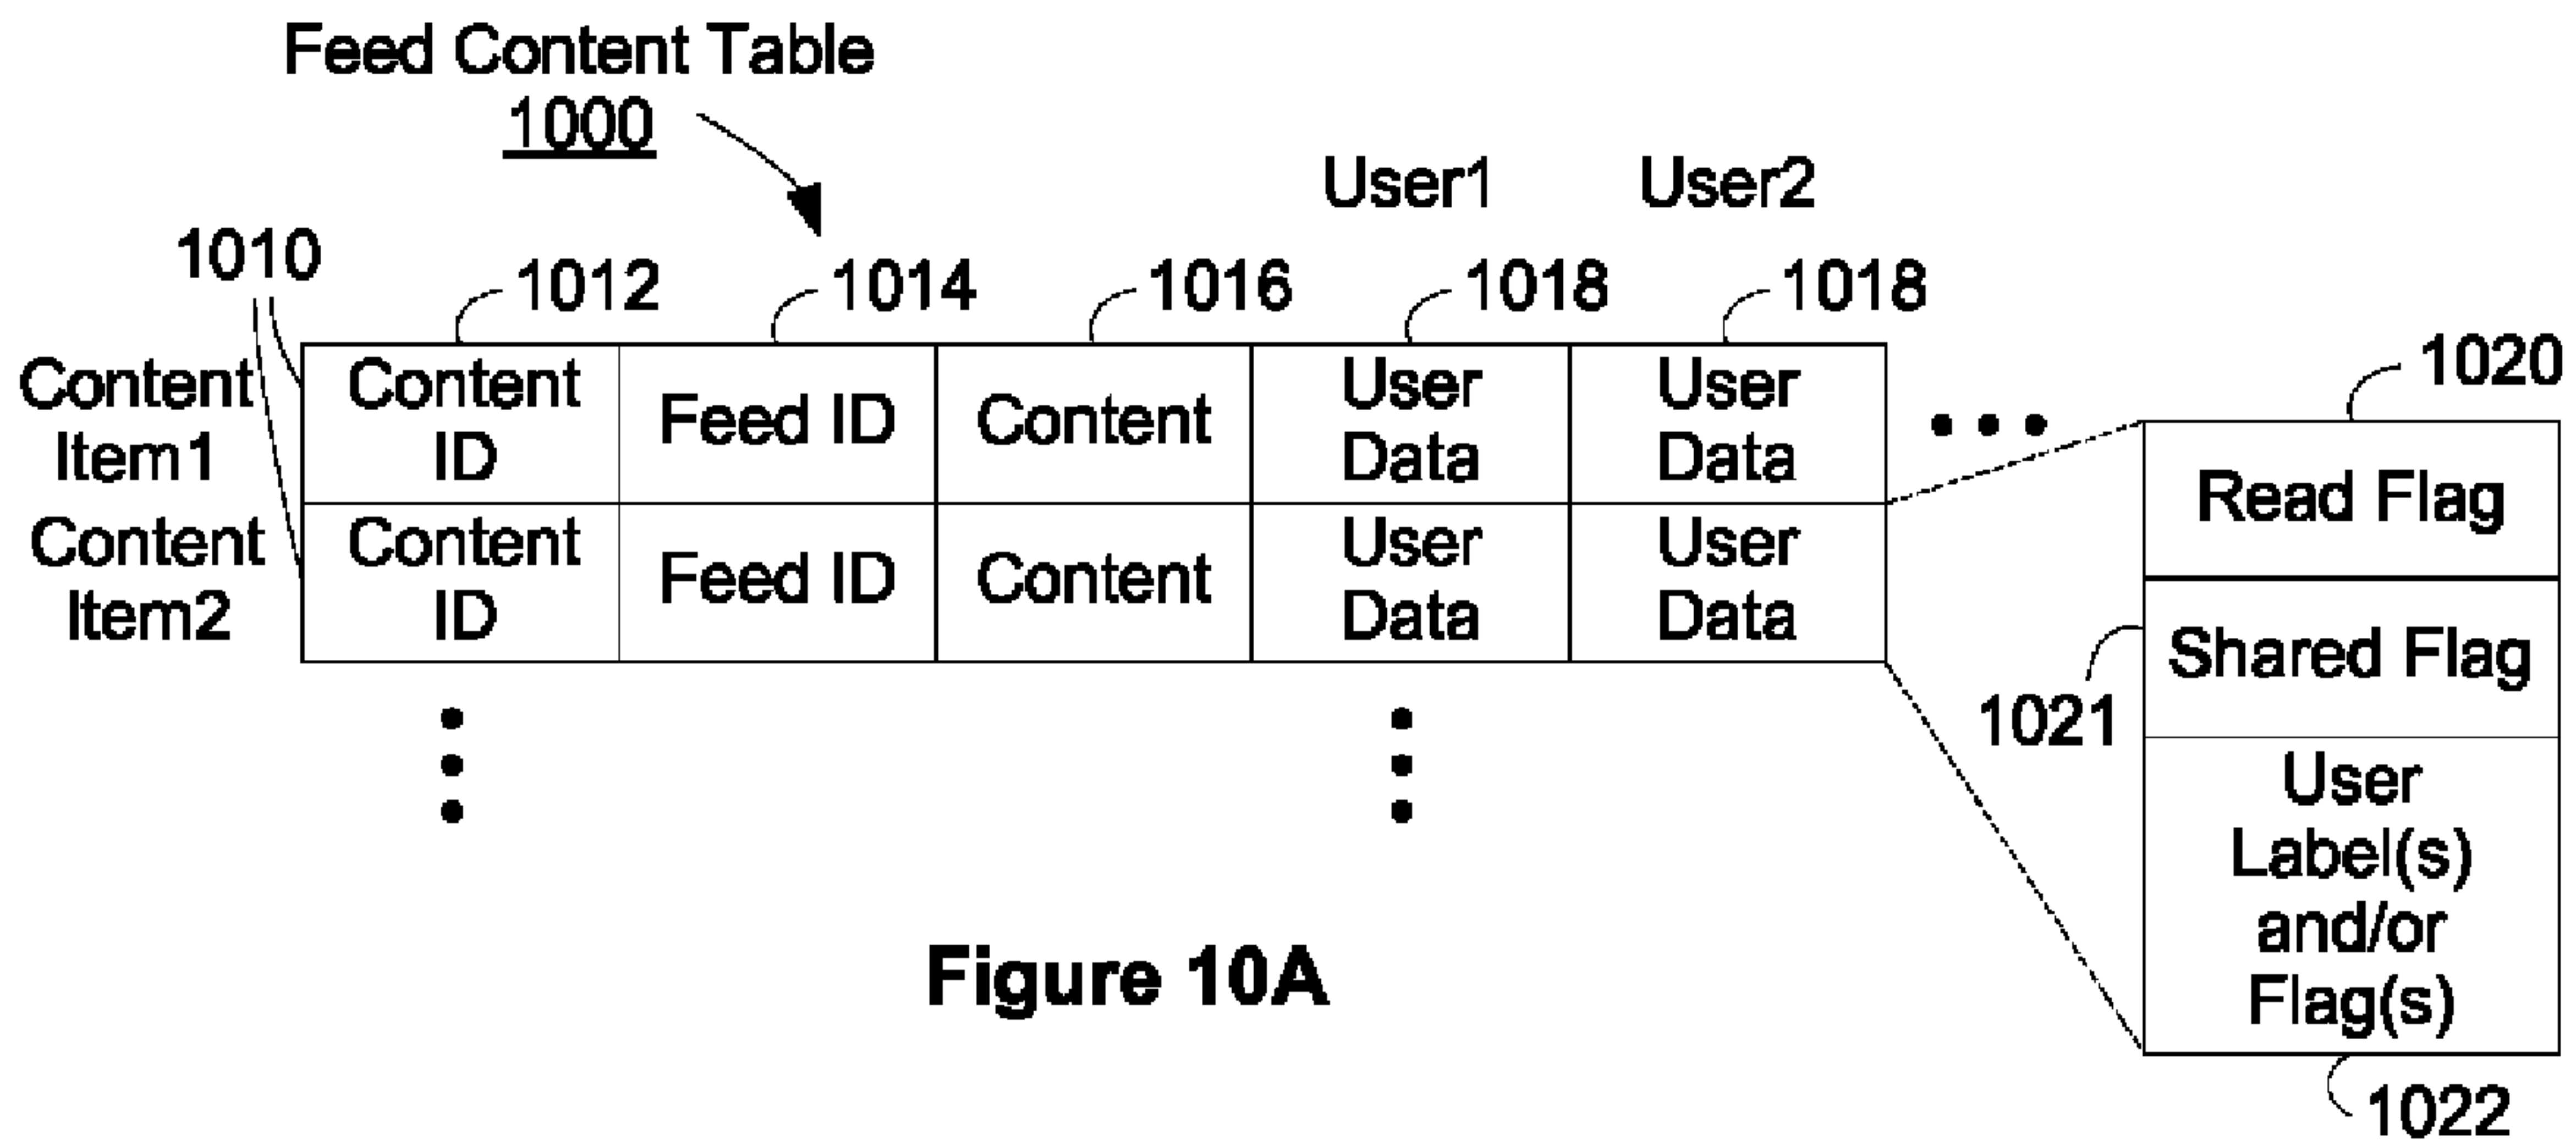 Feed Content Table
1000
User1 User2
1010 1012 1014 1016 1018 1018
Content
Item1
Content
ID
Feed ID
Content
User
Data
User
Data
Content
Item2
Content
ID
Feed ID
Content
User
Data
User
Data
1020
Read Flag
Shared Flag
1021
User
Label(s)
and/or
Flag(s)
1022
Figure 10A